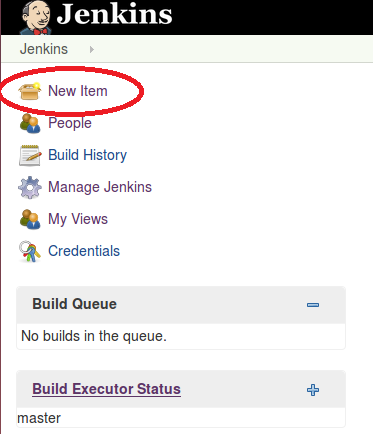 Jenkins
Jenkins
New Item
People
Build History
Manage Jenkins
My Views
Credentials
Build Queue
No builds in the queue.
Build Executor Status
master